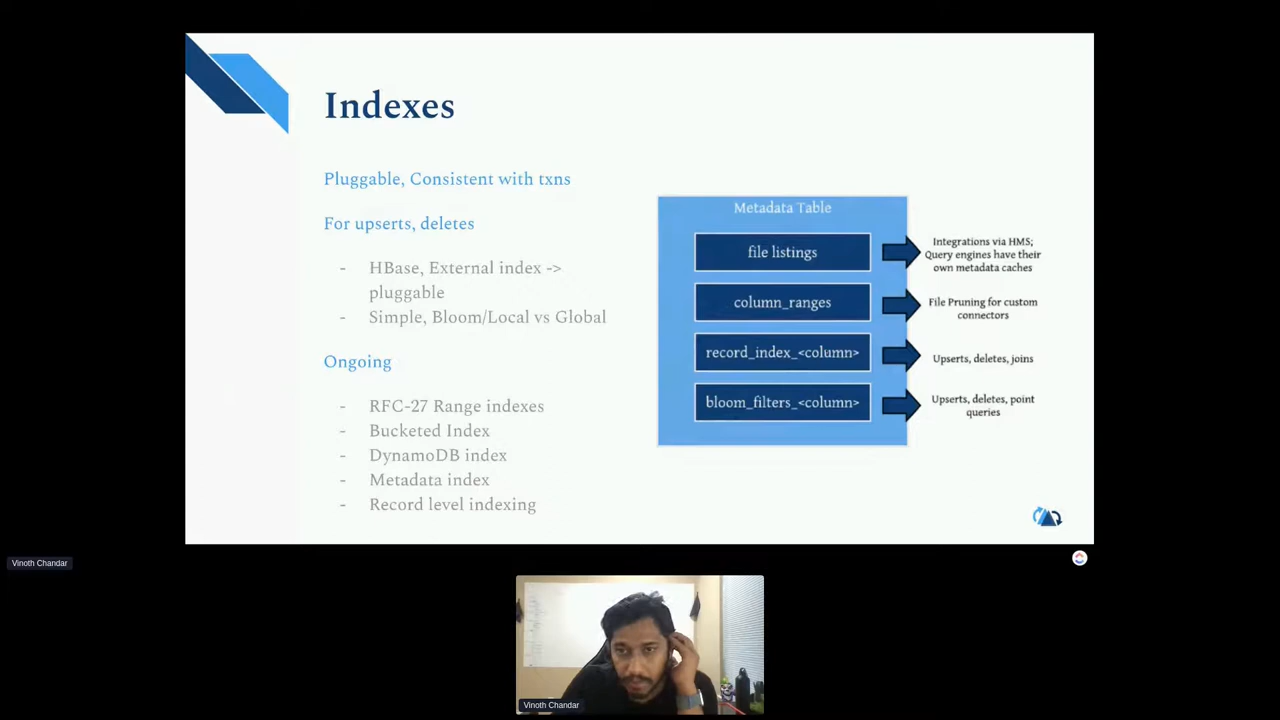 Indexes
Pluggable, Consistent with txns
For upserts, deletes
- HBase, External index ->
pluggable
- Simple, Bloom/Local vs Global
Ongoing
- RFC-27 Range indexes
- Bucketed Index
- DynamoDB index
- Metadata index
- Record level indexing
Metadata Table
file listings
Integrations via HMS;
Query engines have their
own metadata caches
column_ranges
File Pruning for custom
connectors
record_index_<column>
Upserts, deletes, joins
bloom_filters_<column>
Upserts, deletes, point
queries
Vinoth Chandar
Vinoth Chandar